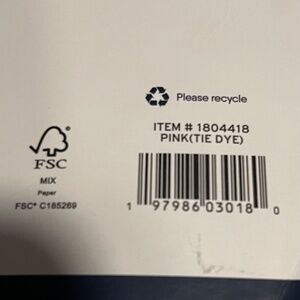 Please recycle
ITEM # 1804418
PINK(TIE DYE)
FSC
MIX
Paper
FSC® C185269
1 97986 03018 0